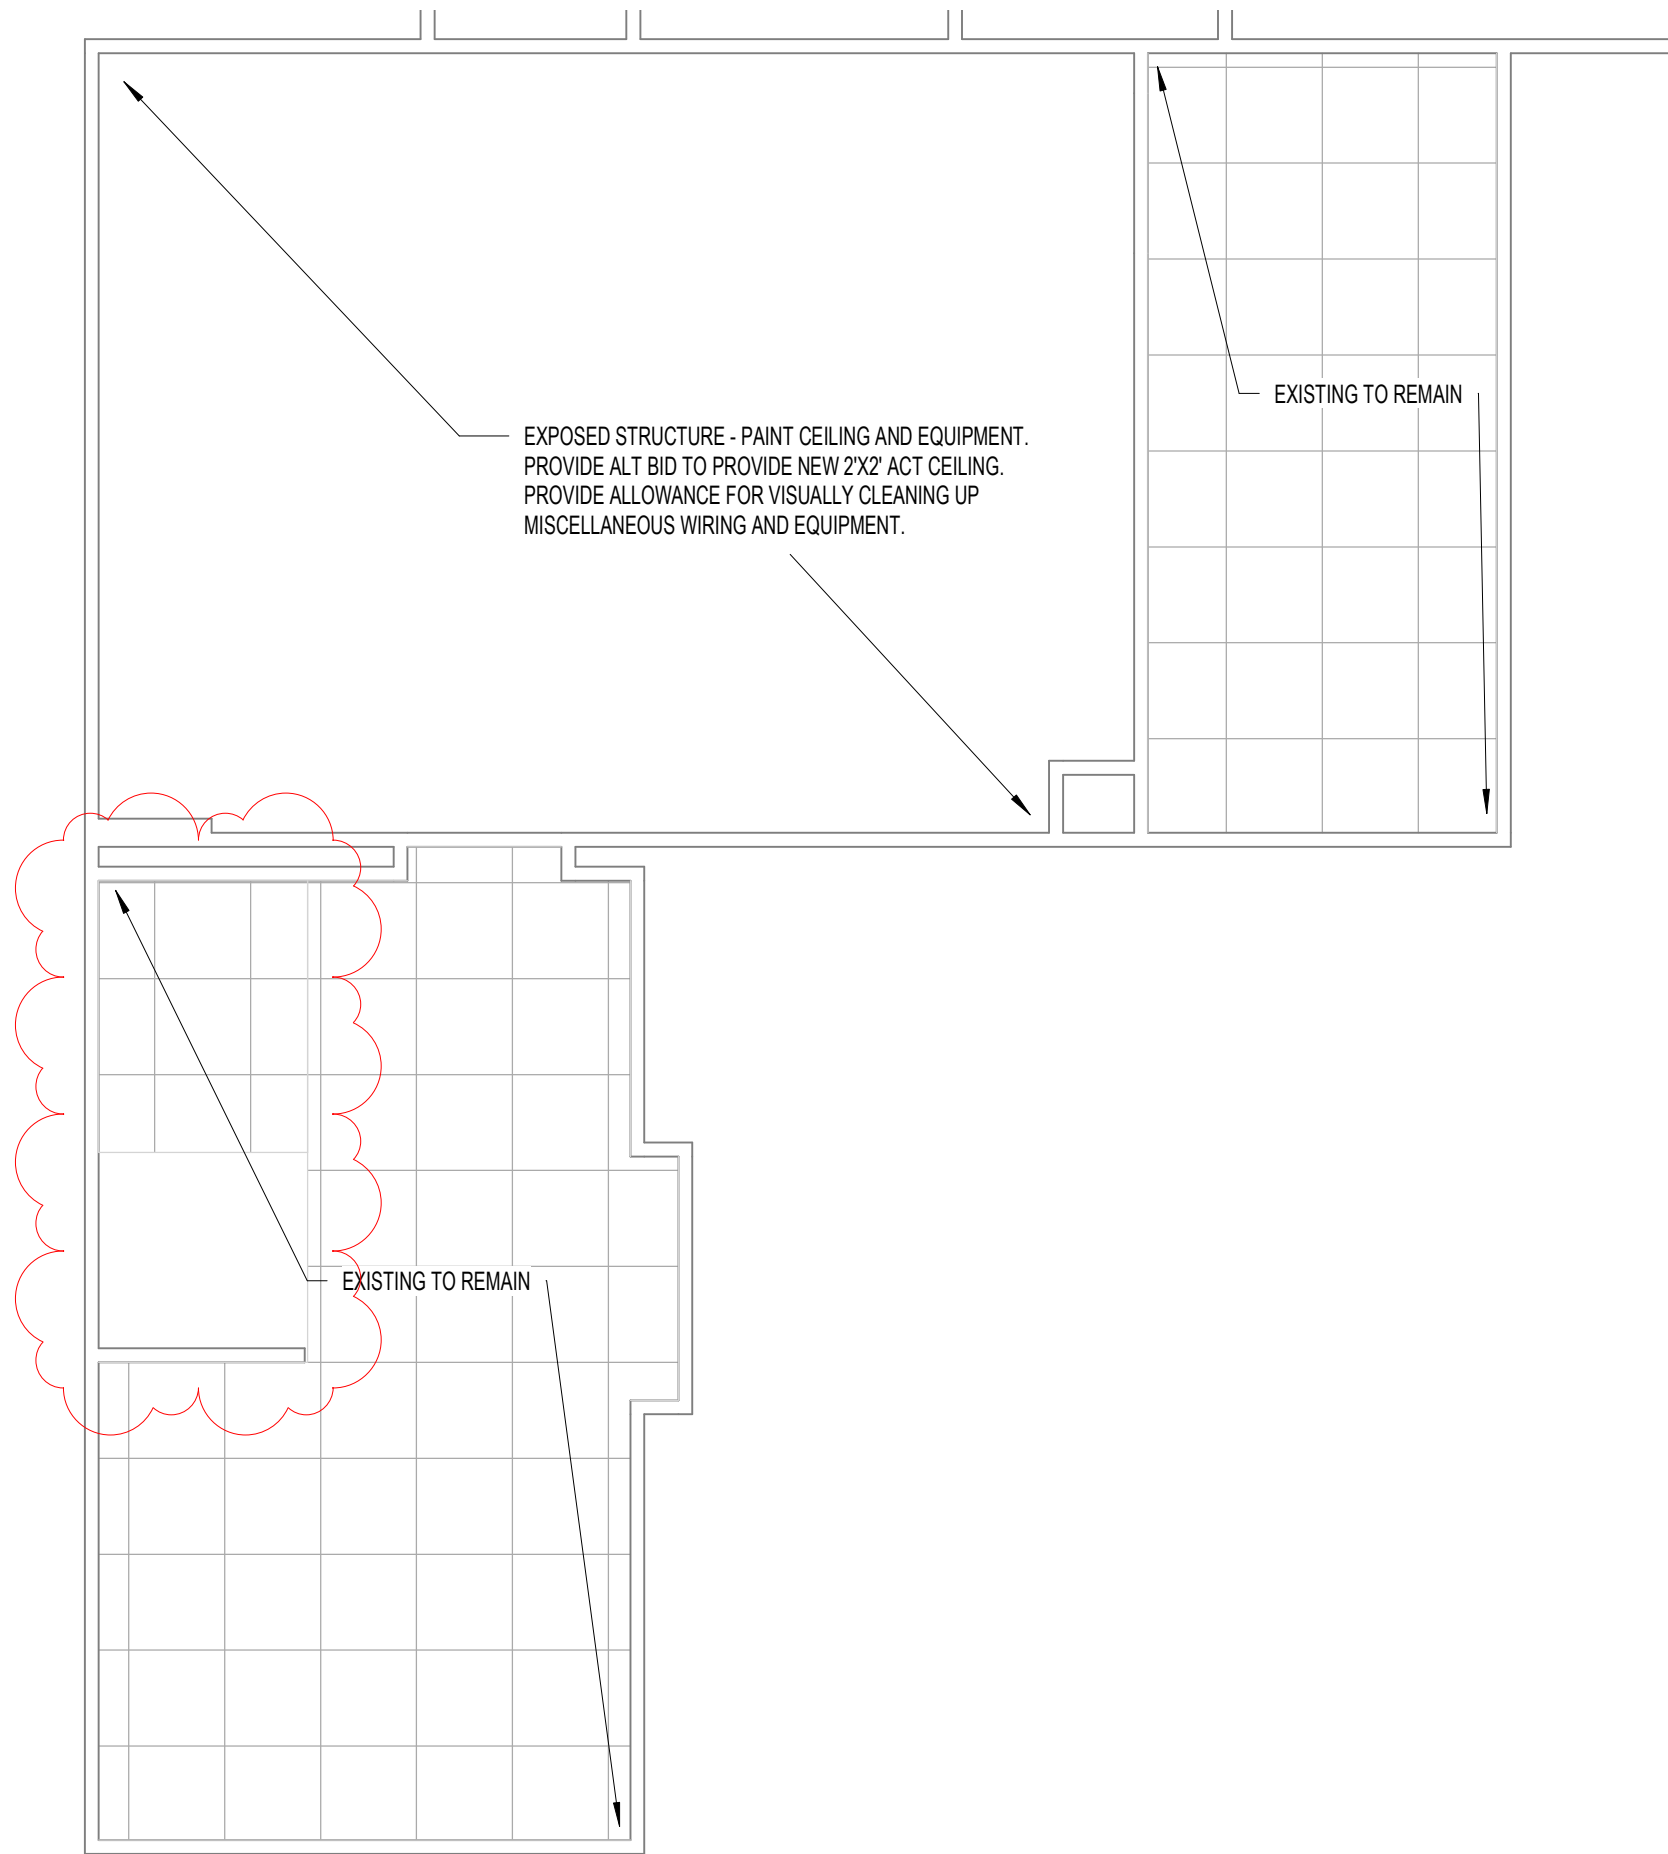 EXISTING TO REMAIN
EXPOSED STRUCTURE - PAINT CEILING AND EQUIPMENT.
PROVIDE ALT BID TO PROVIDE NEW 2'X2' ACT CEILING.
PROVIDE ALLOWANCE FOR VISUALLY CLEANING UP
MISCELLANEOUS WIRING AND EQUIPMENT.
EXISTING TO REMAIN